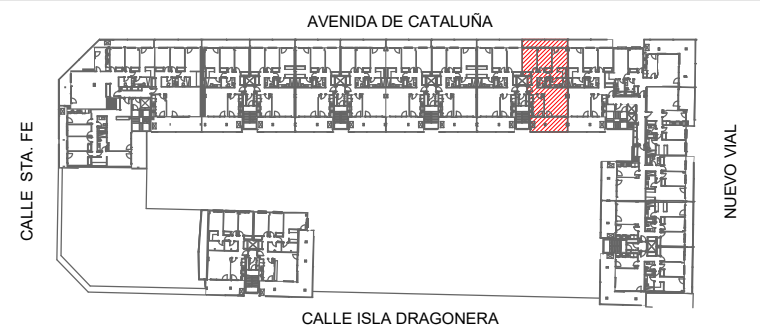 AVENIDA DE CATALUÑA
CALLE STA. FE
NUEVO VIAL
CALLE ISLA DRAGONERA